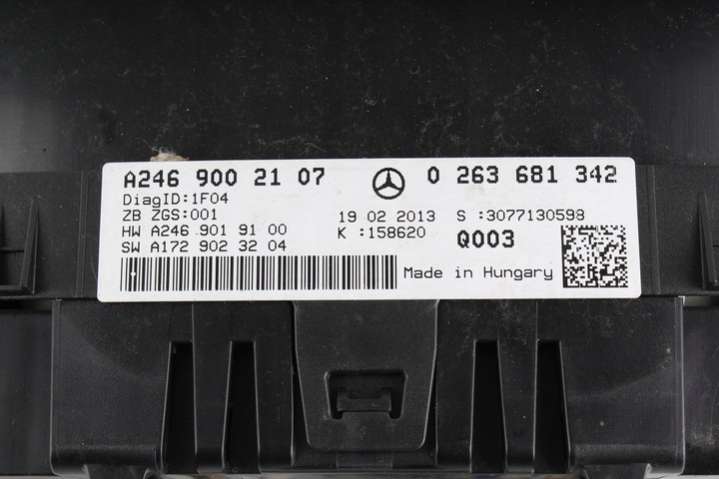 A246 900 21 07 0 263 681 342
DiagID:1F04
ZB ZGS:001 19 02 2013 S :3077130598
HW A246 901 91 00 K :158620 Q003
SW A172 902 32 04
Made in Hungary